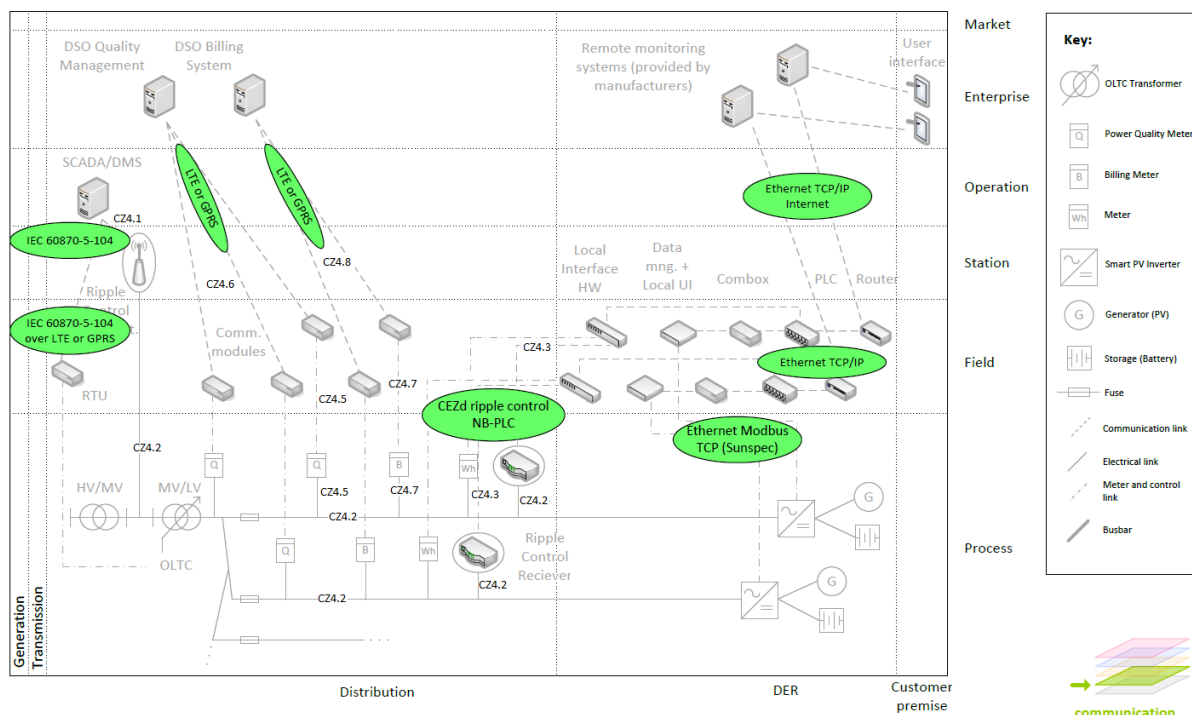 DSO Quality
Management
DSO Billing
System
Remote monitoring
systems (provided by
manufacturers)
User
interface
Market
Enterprise
Operation
Station
Field
Process
SCADA/DMS
CZ4.1
IEC 60870-5-104
LTE or GPRS
LTE or GPRS
Ethernet TCP/IP
Internet
CZ4.6
CZ4.8
Local
Interface
HW
Data
mng. +
Local UI
Combox
PLC
Router
Ripple
IEC 60870-5-104
over LTE or GPRS
Comm.
modules
CZ4.3
Ethernet TCP/IP
RTU
CZ4.5
CZ4.7
CEZd ripple control
NB-PLC
Ethernet Modbus
TCP (Sunspec)
CZ4.2
Q
Q
B
Wh
HV/MV
MV/LV
CZ4.5
CZ4.7
CZ4.3
CZ4.2
CZ4.2
G
OLTC
Q
B
Wh
Ripple
Control
Reciever
CZ4.2
CZ4.2
G
Generation
Transmission
Distribution
DER
Customer
premise
Key:
OLTC Transformer
Q
Power Quality Meter
B
Billing Meter
Wh
Meter
Smart PV Inverter
G
Generator (PV)
Storage (Battery)
Fuse
Communication link
Electrical link
Meter and control
link
Busbar
communication